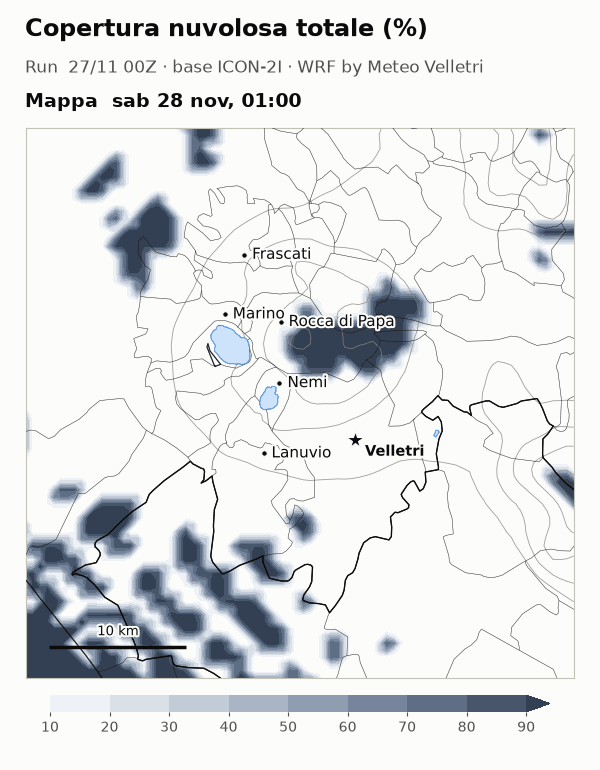 Copertura nuvolosa totale (%)
Run  27/11 00Z · base ICON-2I · WRF by Meteo Velletri
Mappa  sab 28 nov, 01:00
Frascati
Marino
Rocca di Papa
Nemi
Velletri
Lanuvio
10 km
10 20 30 40 50 60 70 80 90